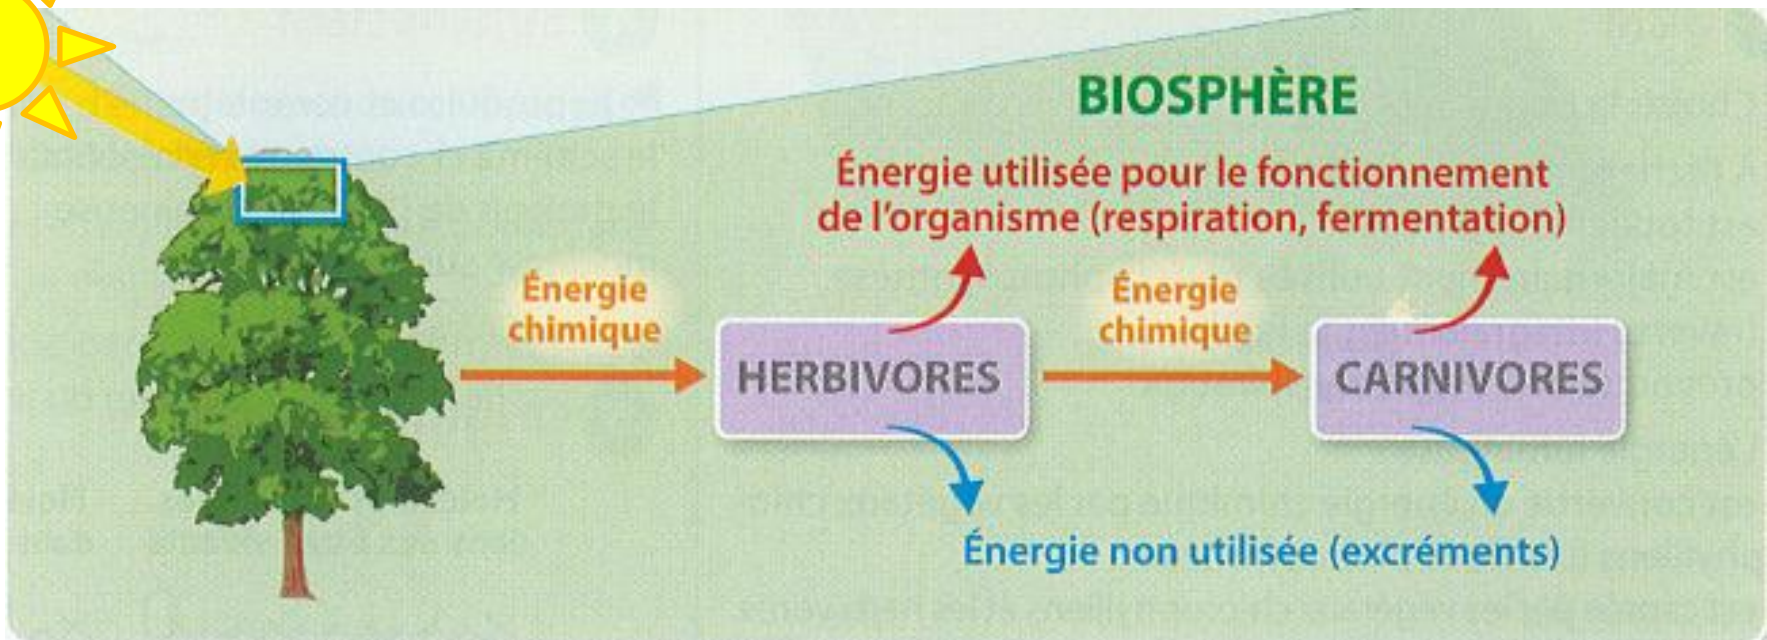 BIOSPHÈRE
Énergie utilisée pour le fonctionnement
de l'organisme (respiration, fermentation)
Énergie
chimique
Énergie
chimique
HERBIVORES
CARNIVORES
Énergie non utilisée (excréments)